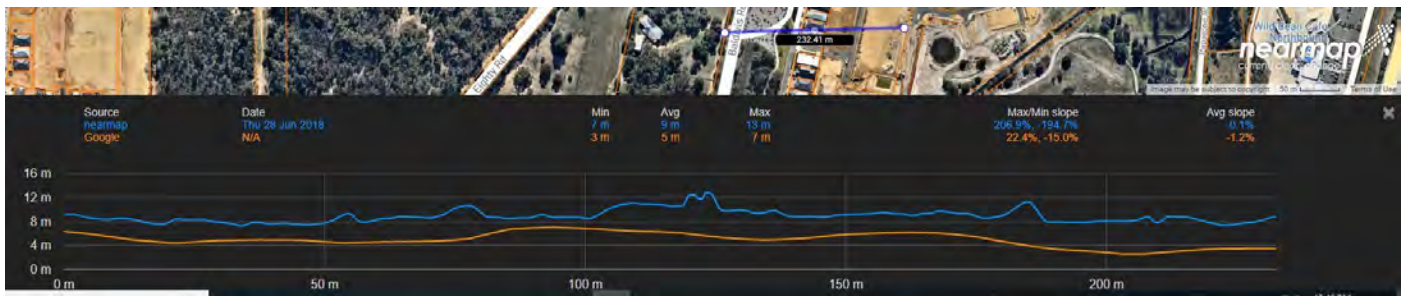 Eighty Rd
Baldivis Rd
232.41 m
nearmap
Image may be subject to copyright
50 m
Terms of Use
Source Date Min Avg Max Max/Min slope Avg slope
nearmap Thu 28 Jun 2018 7 m 9 m 13 m 206.9%, -194.7% -0.1%
Google N/A 3 m 5 m 7 m 22.4%, -15.0% -1.2%
16 m
12 m
8 m
4 m
0 m
0 m 50 m 100 m 150 m 200 m